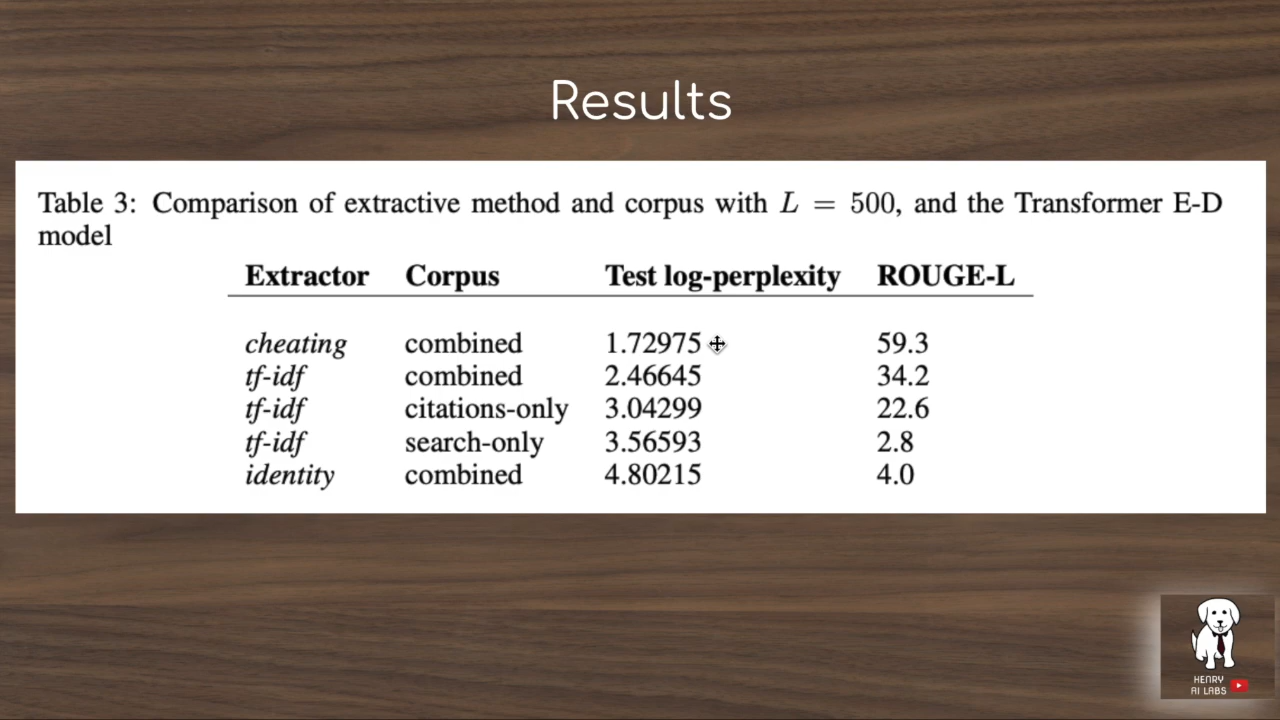 Results
Table 3: Comparison of extractive method and corpus with L = 500, and the Transformer E-D
model
Extractor Corpus Test log-perplexity ROUGE-L
cheating combined 1.72975 59.3
tf-idf combined 2.46645 34.2
tf-idf citations-only 3.04299 22.6
tf-idf search-only 3.56593 2.8
identity combined 4.80215 4.0
HENRY
AI LABS